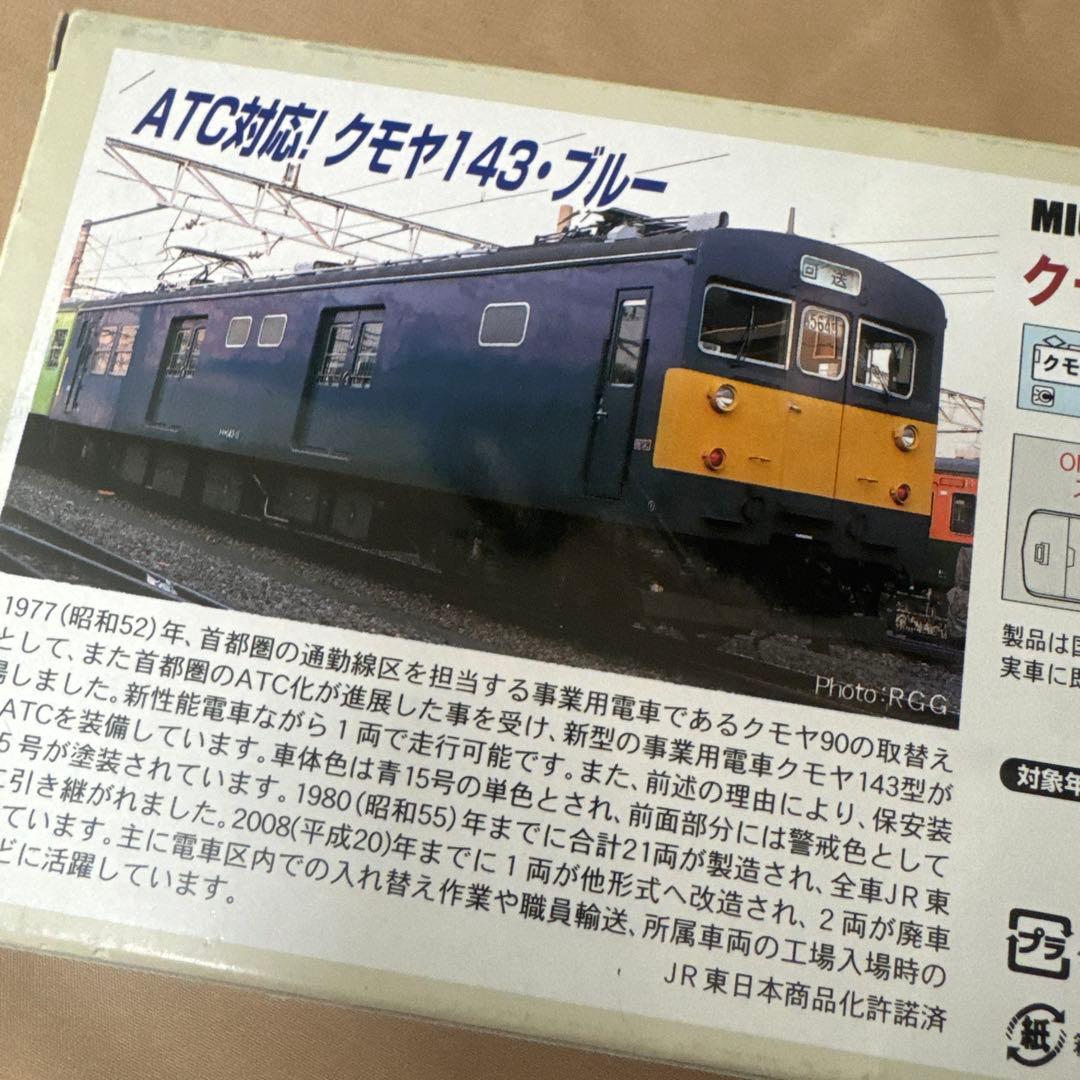 ATC対応! クモヤ143・ブルー
回送
564
Photo:RGG
1977(昭和52)年、首都圏の通勤線区を担当する事業用電車であるクモヤ90の取替え
として、また首都圏のATC化が進展した事を受け、新型の事業用電車クモヤ143型が
場しました。新性能電車ながら1両で走行可能です。また、前述の理由により、保安装
ATCを装備しています。車体色は青15号の単色とされ、前面部分には警戒色として
5号が塗装されています。1980(昭和55)年までに合計21両が製造され、全車JR東
に引き継がれました。2008(平成20)年までに1両が他形式へ改造され、2両が廃車
ています。主に電車区内での入れ替え作業や職員輸送、所属車両の工場入場時の
どに活躍しています。
JR東日本商品化許諾済
MI
ク
クモ
製品は
実車に
対象年
プラ
紙